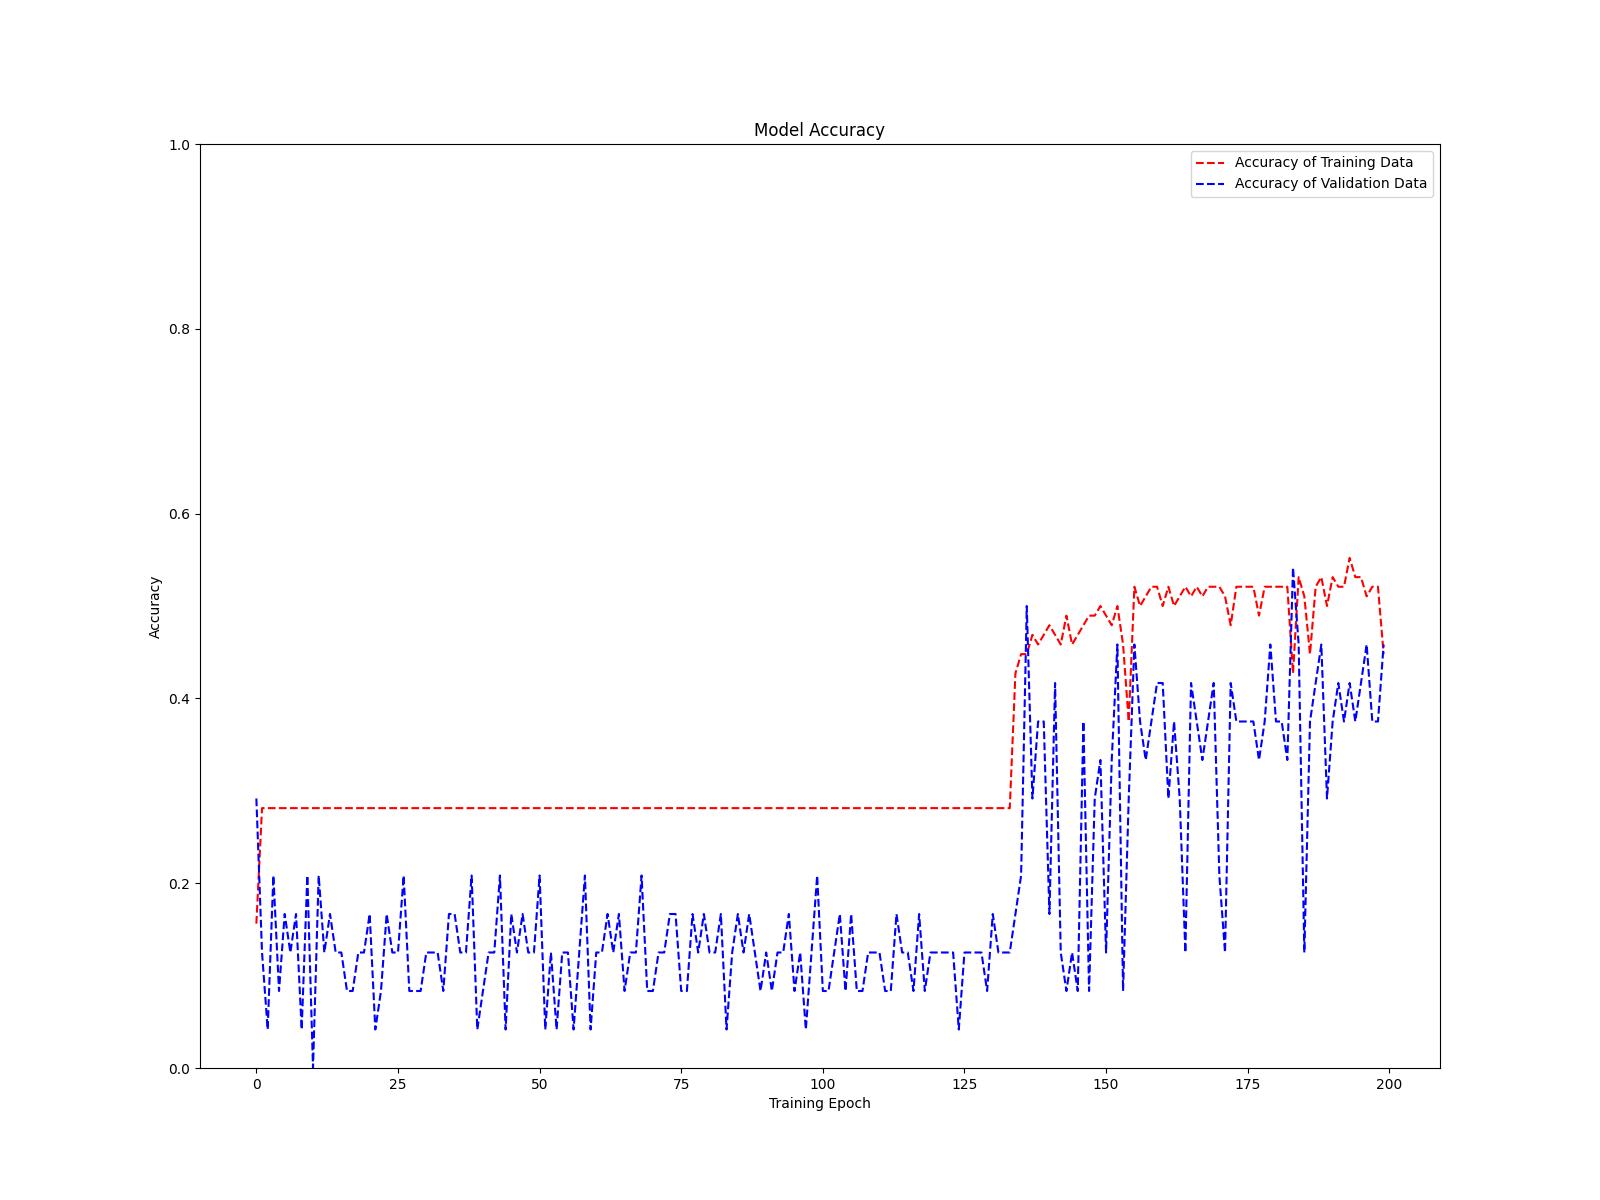 Model Accuracy
Accuracy of Training Data
Accuracy of Validation Data
1.0
0.8
0.6
0.4
0.2
0.0
Accuracy
0 25 50 75 100 125 150 175 200
Training Epoch